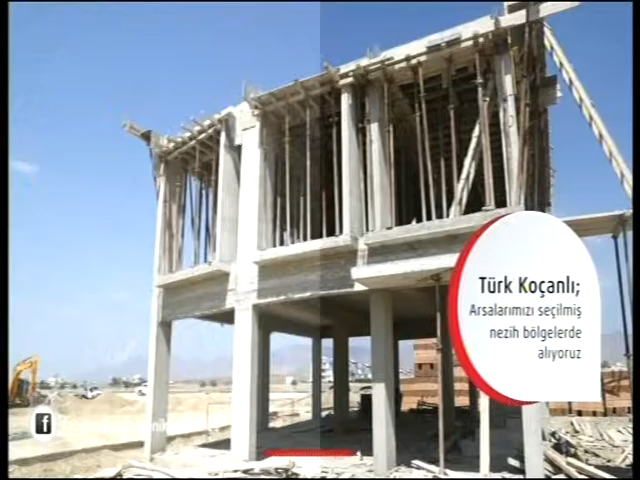 Türk Koçanlı;
Arsalarımızı seçilmiş
nezih bölgelerde
alıyoruz
f